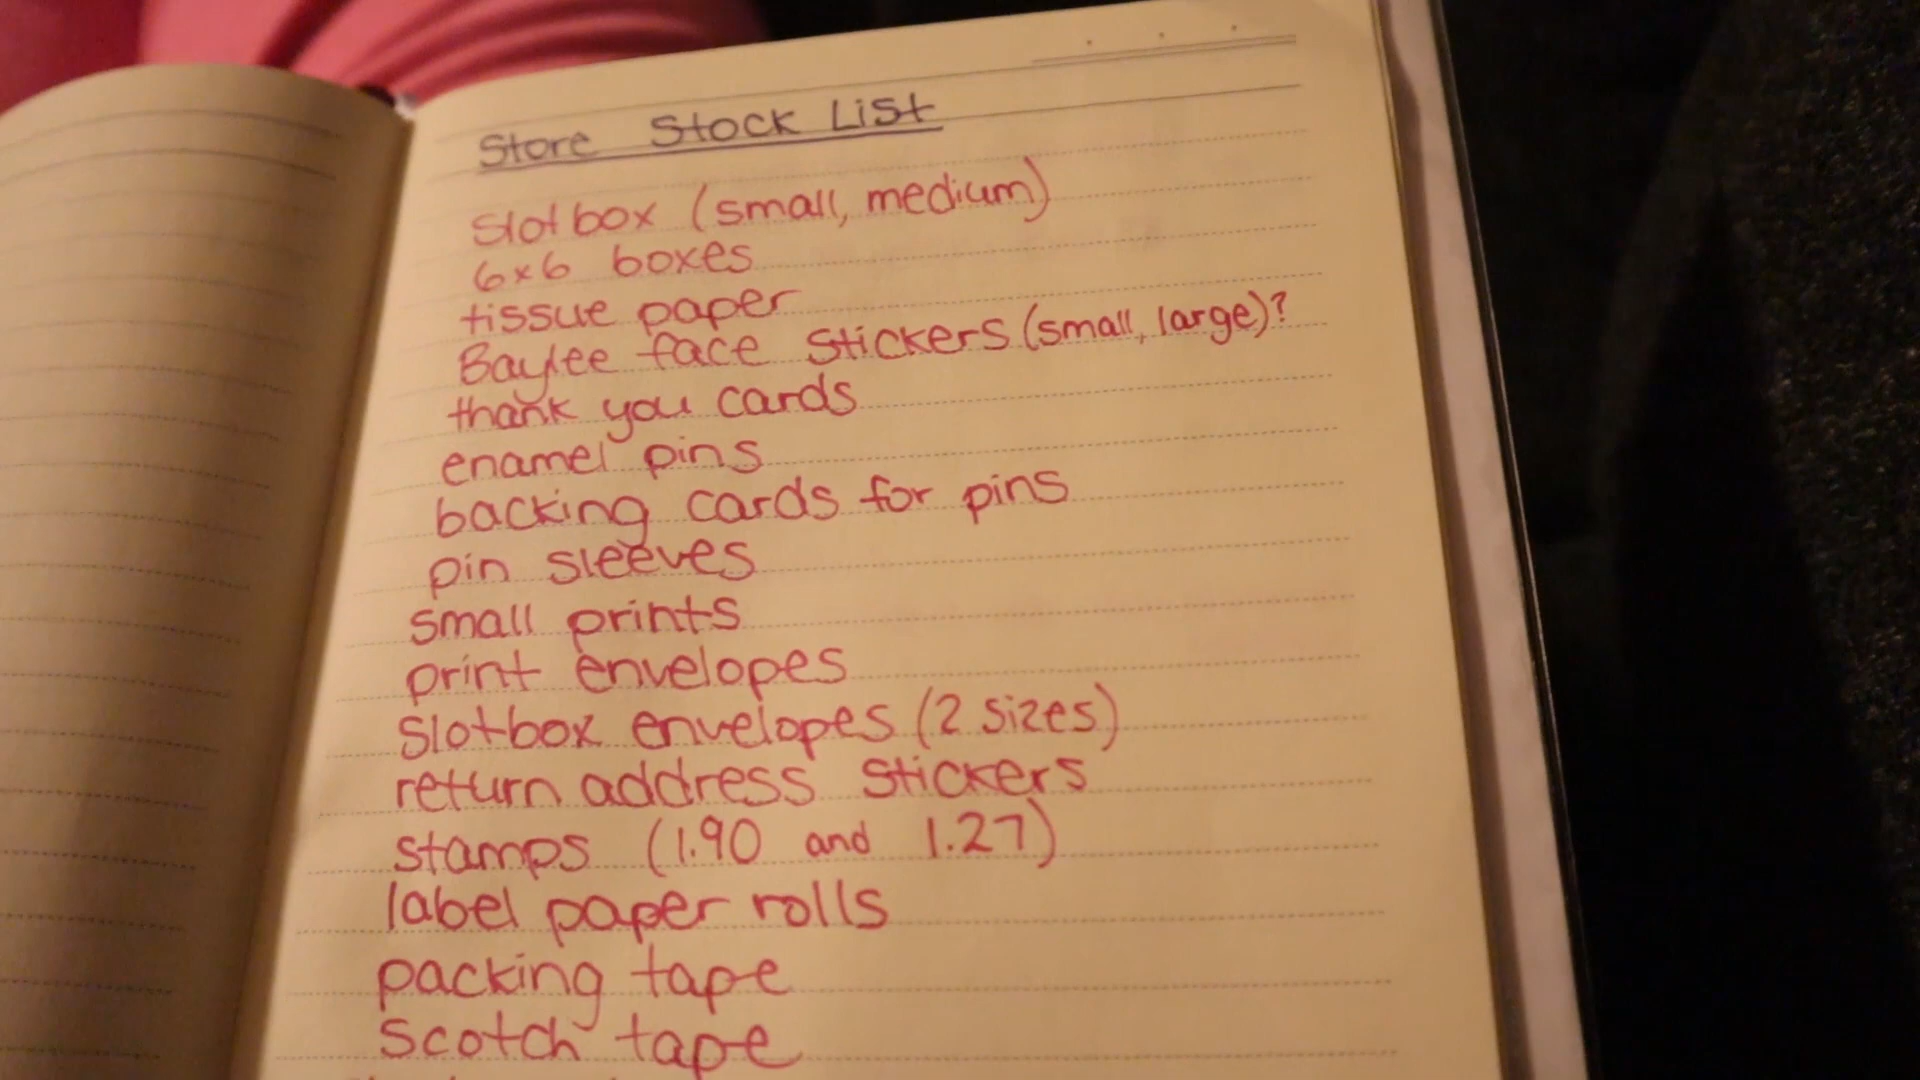 Store Stock List
Slotbox (small, medium)
6x6 boxes
tissue paper
Baylee face stickers (small, large)?
thank you cards
enamel pins
backing cards for pins
pin sleeves
small prints
print envelopes
Slotbox envelopes (2 sizes)
return address stickers
stamps (1.90 and 1.27)
label paper rolls
packing tape
scotch tape